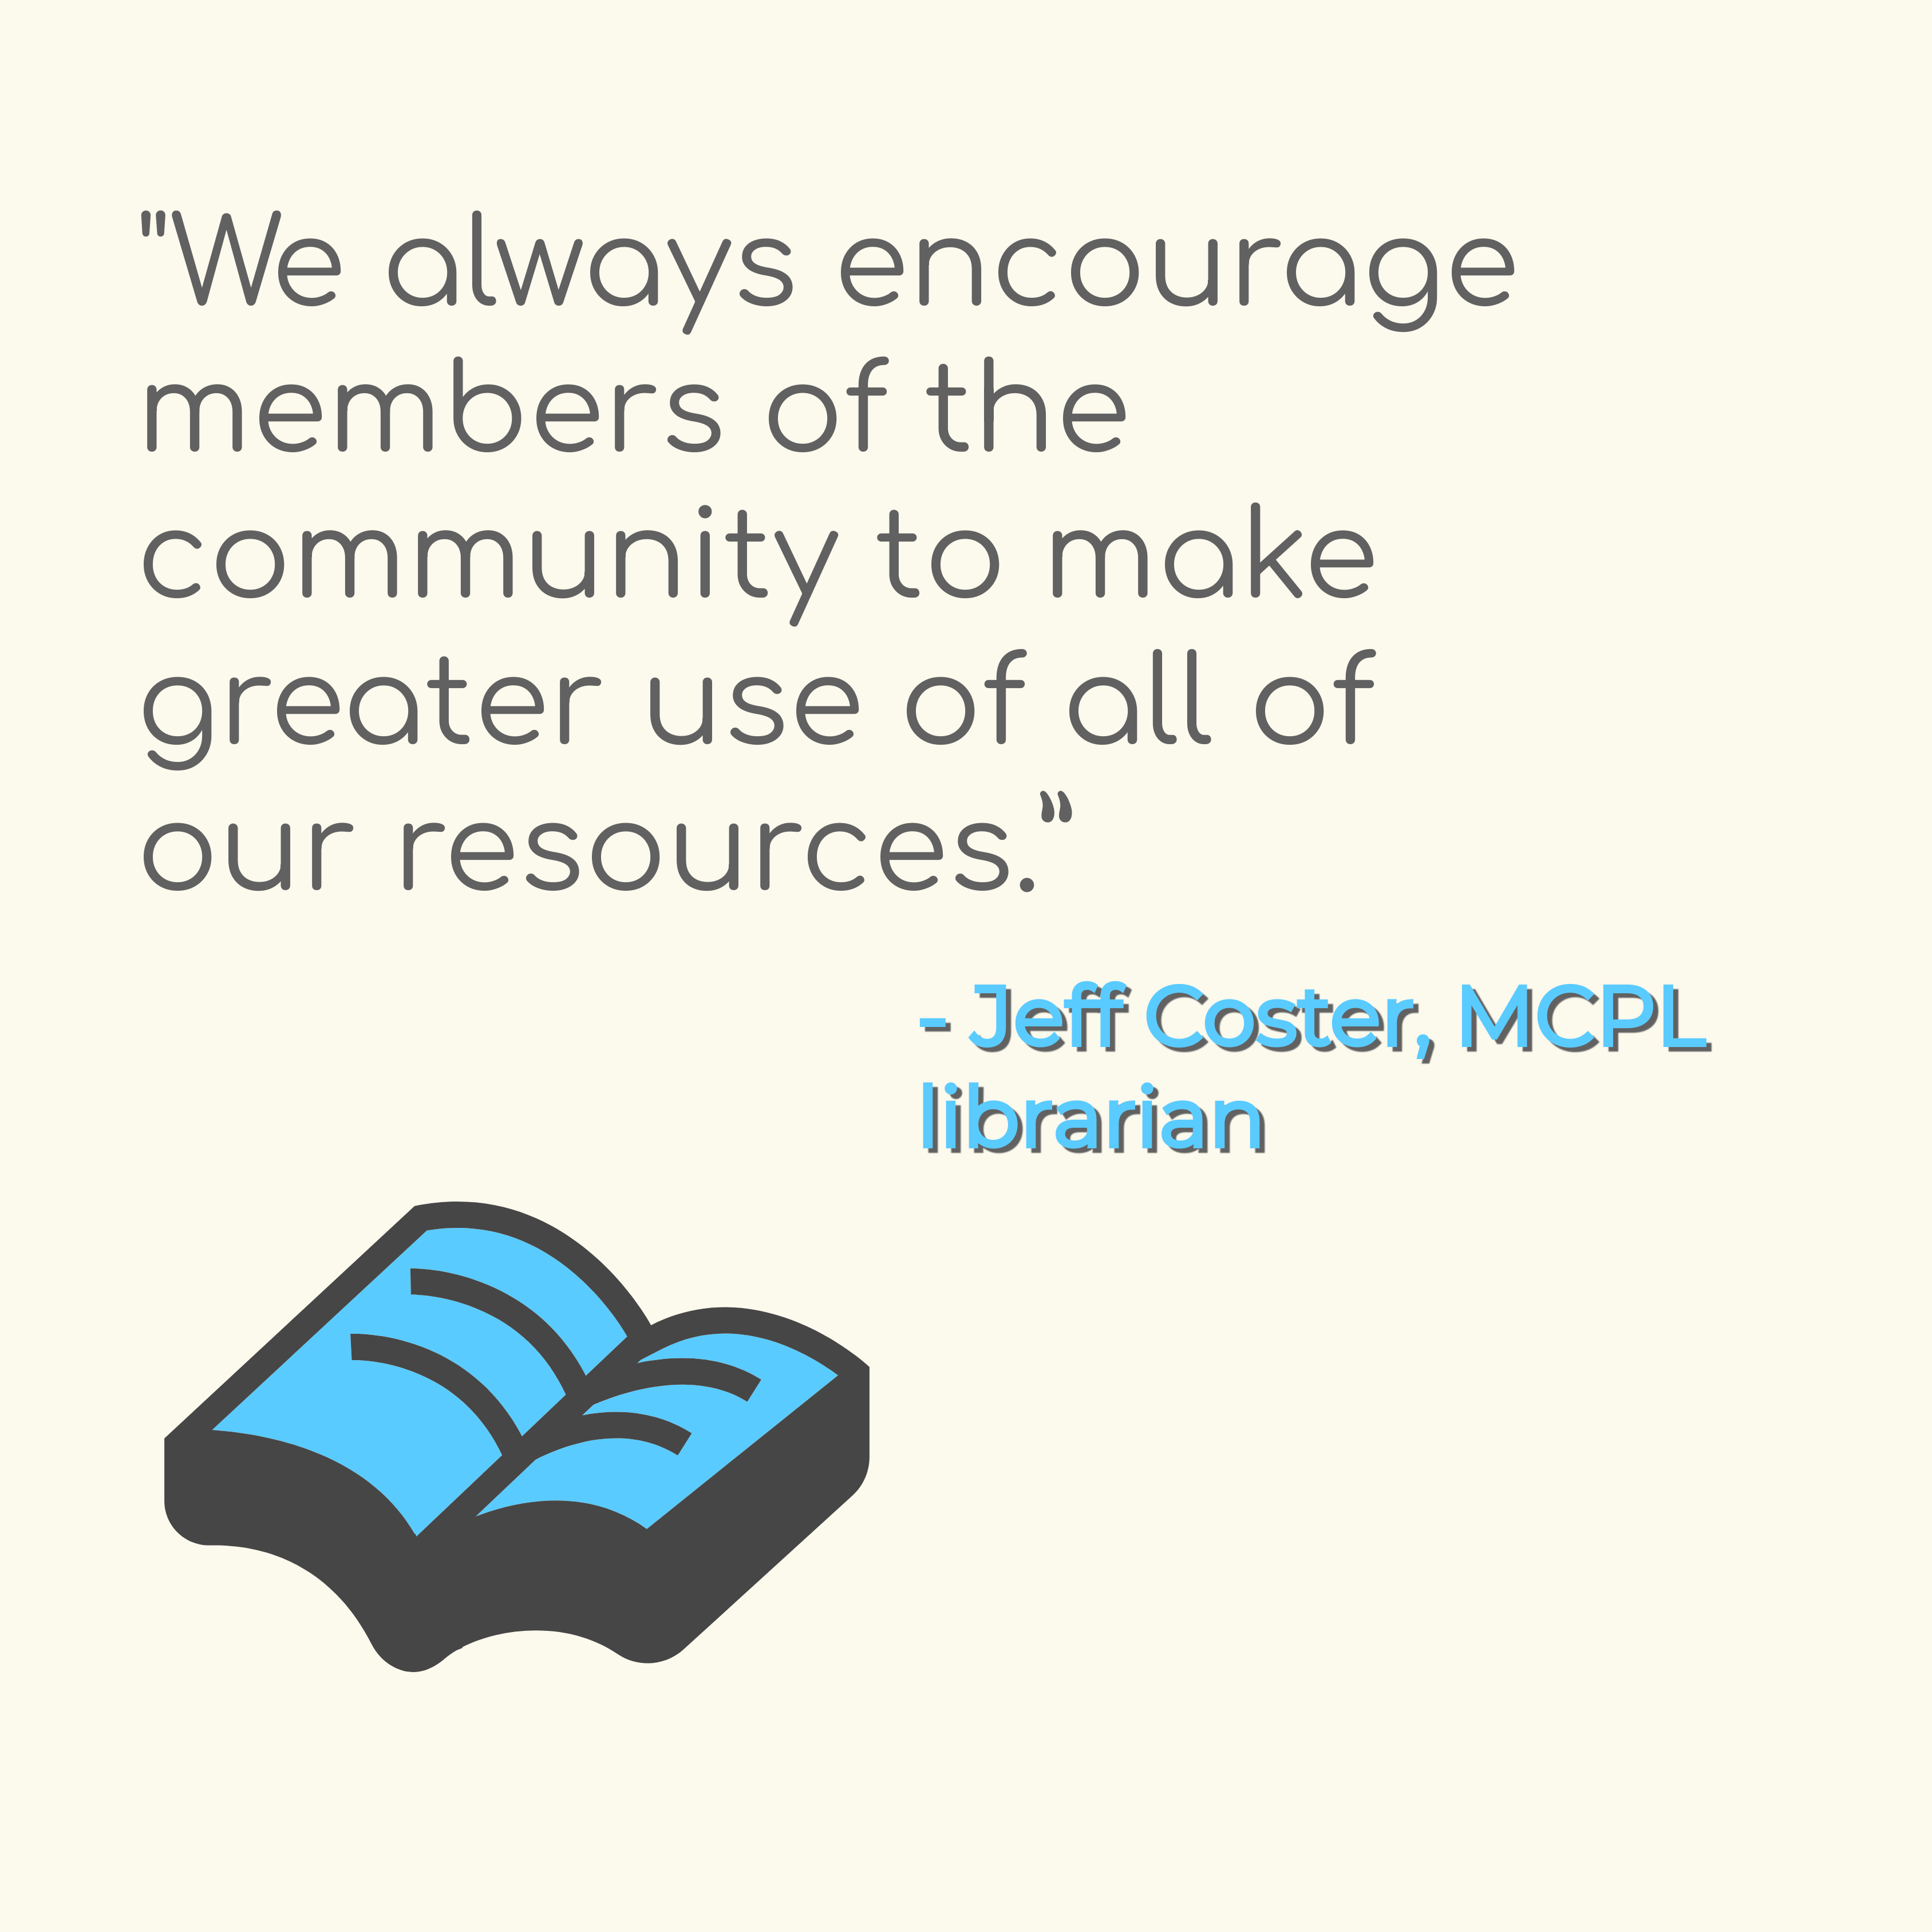 "We always encourage
members of the
community to make
greater use of all of
our resources.”
- Jeff Coster, MCPL
librarian